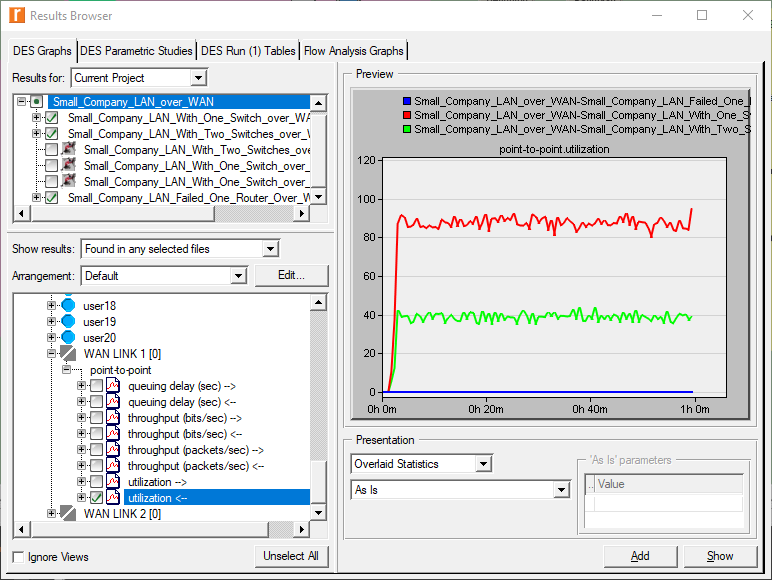 Results Browser
DES Graphs DES Parametric Studies DES Run (1) Tables Flow Analysis Graphs
Results for: Current Project
Small_Company_LAN_over_WAN
Small_Company_LAN_With_One_Switch_over_WA
Small_Company_LAN_With_Two_Switches_over_W
Small_Company_LAN_With_Two_Switches_ove
Small_Company_LAN_With_One_Switch_over_
Small_Company_LAN_With_One_Switch_over_
Small_Company_LAN_Failed_One_Router_Over_W
Show results: Found in any selected files
Arrangement: Default Edit...
user18
user19
user20
WAN LINK 1 [0]
point-to-point
queuing delay (sec) -->
queuing delay (sec) <--
throughput (bits/sec) -->
throughput (bits/sec) <--
throughput (packets/sec) -->
throughput (packets/sec) <--
utilization -->
utilization <--
WAN LINK 2 [0]
Ignore Views Unselect All
Preview
Small_Company_LAN_over_WAN-Small_Company_LAN_Failed_One_
Small_Company_LAN_over_WAN-Small_Company_LAN_With_One_S
Small_Company_LAN_over_WAN-Small_Company_LAN_With_Two_S
point-to-point.utilization
120
100
80
60
40
20
0
0h 0m 0h 20m 0h 40m 1h 0m
Presentation
Overlaid Statistics
As Is
'As Is' parameters
... Value
Add Show